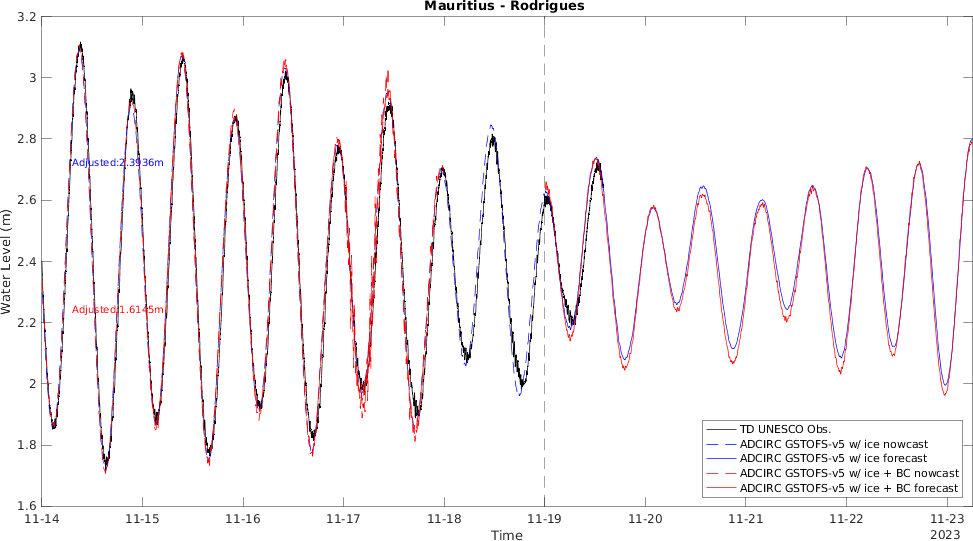 Mauritius - Rodrigues
3.2
3
2.8
2.6
2.4
2.2
2
1.8
1.6
Water Level (m)
Adjusted:2.3936m
Adjusted:1.6145m
TD UNESCO Obs.
ADCIRC GSTOFS-v5 w/ ice nowcast
ADCIRC GSTOFS-v5 w/ ice forecast
ADCIRC GSTOFS-v5 w/ ice + BC nowcast
ADCIRC GSTOFS-v5 w/ ice + BC forecast
11-14 11-15 11-16 11-17 11-18 11-19 11-20 11-21 11-22 11-23
Time
2023